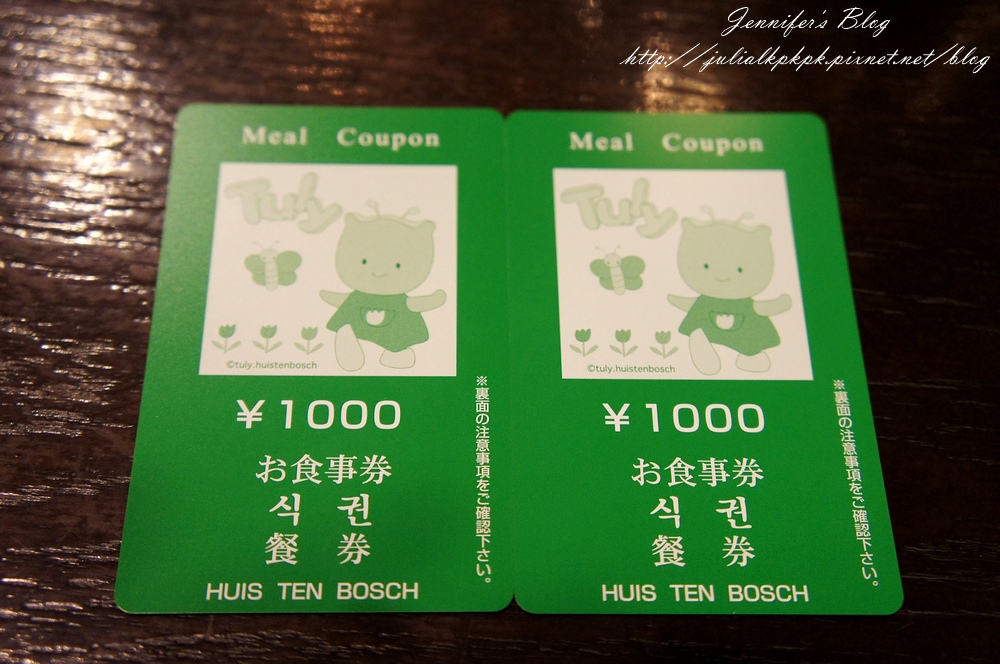 Jennifer's Blog
http://julialkpkpk.pixnet.net/blog
Meal Coupon
Tuly
©tuly.huistenbosch
¥1000
お食事券
식 권
餐 券
HUIS TEN BOSCH
※裏面の注意事項をご確認下さい。
Meal Coupon
Tuly
©tuly.huistenbosch
¥1000
お食事券
식 권
餐 券
HUIS TEN BOSCH
※裏面の注意事項をご確認下さい。